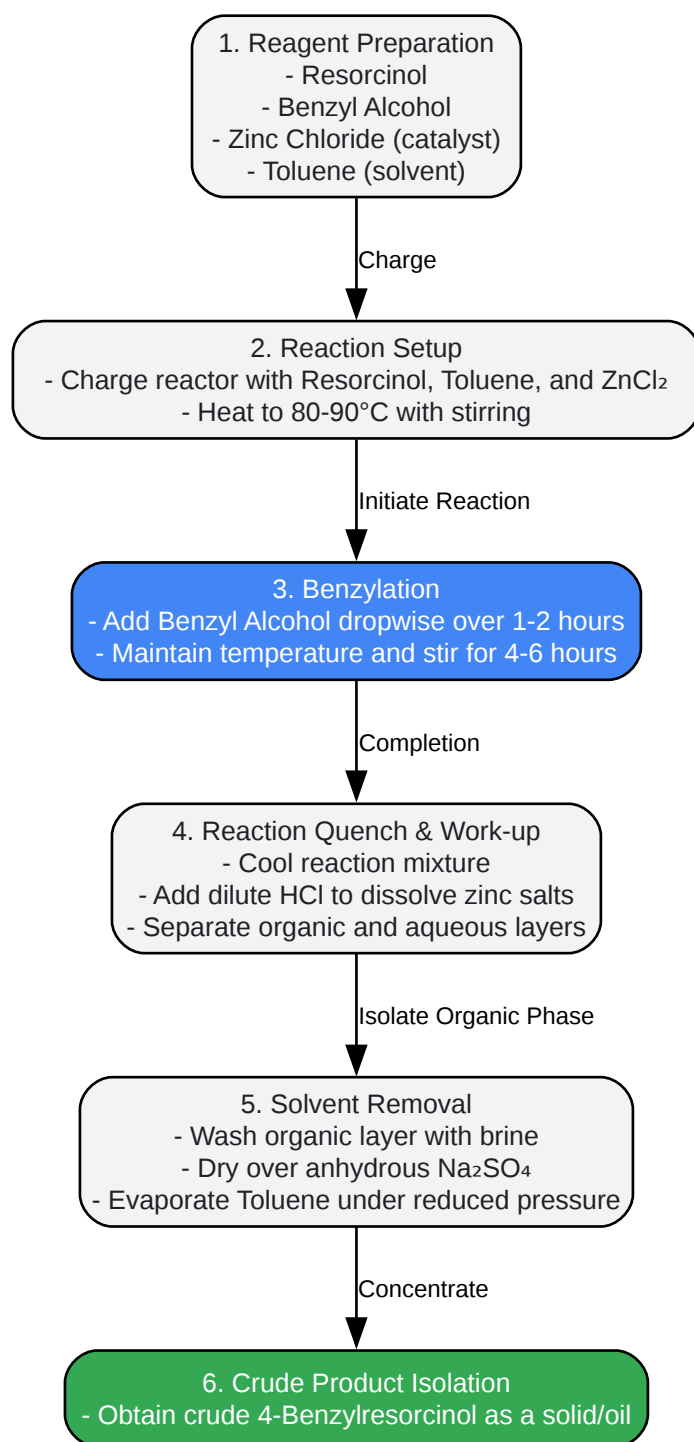 1. Reagent Preparation
- Resorcinol
- Benzyl Alcohol
- Zinc Chloride (catalyst)
- Toluene (solvent)
Charge
2. Reaction Setup
- Charge reactor with Resorcinol, Toluene, and ZnCl₂
- Heat to 80-90°C with stirring
Initiate Reaction
3. Benzylation
- Add Benzyl Alcohol dropwise over 1-2 hours
- Maintain temperature and stir for 4-6 hours
Completion
4. Reaction Quench & Work-up
- Cool reaction mixture
- Add dilute HCl to dissolve zinc salts
- Separate organic and aqueous layers
Isolate Organic Phase
5. Solvent Removal
- Wash organic layer with brine
- Dry over anhydrous Na₂SO₄
- Evaporate Toluene under reduced pressure
Concentrate
6. Crude Product Isolation
- Obtain crude 4-Benzylresorcinol as a solid/oil